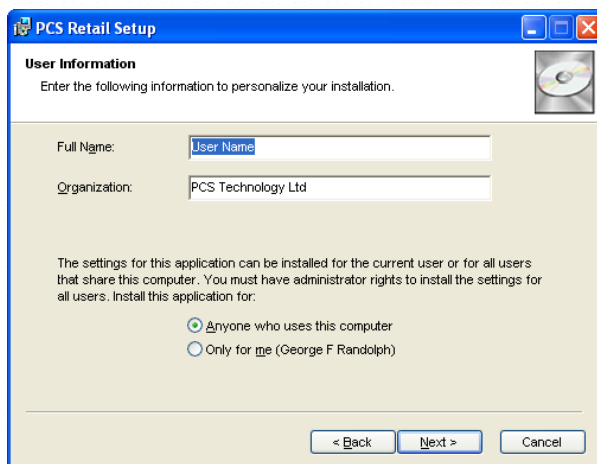 PCS Retail Setup
User Information
Enter the following information to personalize your installation.
Full Name:
User Name
Organization:
PCS Technology Ltd
The settings for this application can be installed for the current user or for all users
that share this computer. You must have administrator rights to install the settings for
all users. Install this application for:
Anyone who uses this computer
Only for me (George F Randolph)
< Back
Next >
Cancel